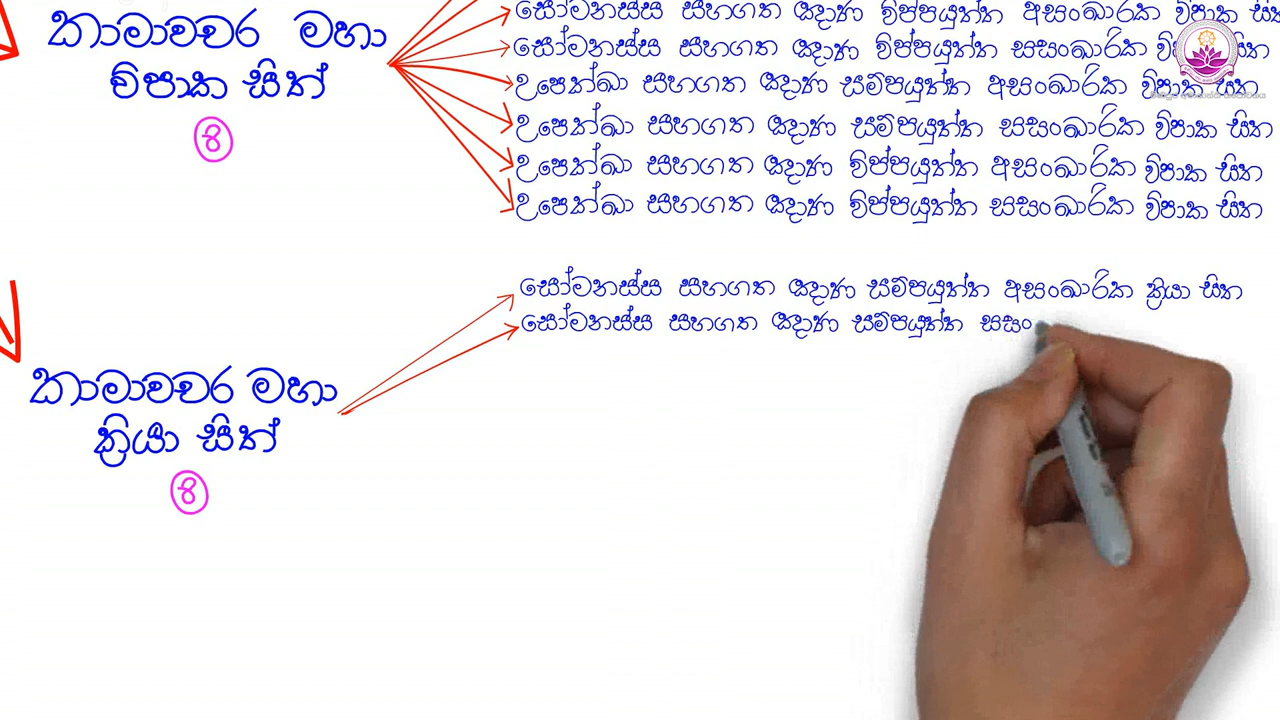 කාමාවචර මහා
විපාක සිත්
8
සෝමනස්ස සහගත ඤාණ විප්පයුත්ත අසංඛාරික විපාක සිත
සෝමනස්ස සහගත ඤාණ විප්පයුත්ත සසංඛාරික
උපෙක්ඛා සහගත ඤාණ සම්පයුත්ත අසංඛාරික විපාක සිත
උපෙක්ඛා සහගත ඤාණ සම්පයුත්ත සසංඛාරික විපාක සිත
උපෙක්ඛා සහගත ඤාණ විප්පයුත්ත අසංඛාරික විපාක සිත
උපෙක්ඛා සහගත ඤාණ විප්පයුත්ත සසංඛාරික විපාක සිත
කාමාවචර මහා
ක්‍රියා සිත්
8
සෝමනස්ස සහගත ඤාණ සම්පයුත්ත අසංඛාරික ක්‍රියා සිත
සෝමනස්ස සහගත ඤාණ සම්පයුත්ත සසං